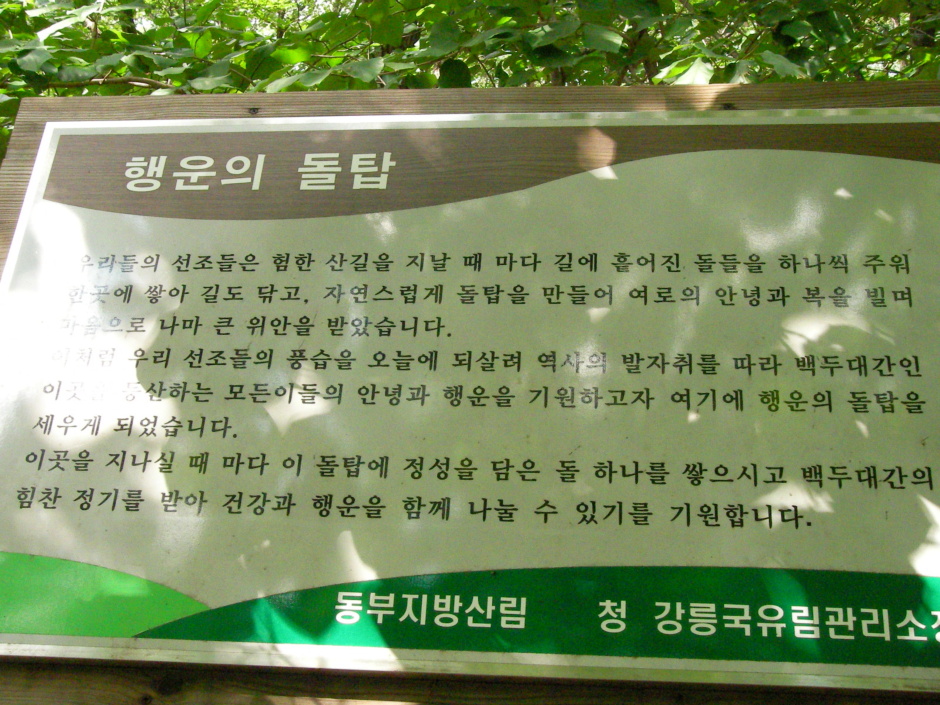 행운의 돌탑
우리들의 선조들은 험한 산길을 지날 때 마다 길에 흩어진 돌들을 하나씩 주워
한곳에 쌓아 길도 닦고, 자연스럽게 돌탑을 만들어 여로의 안녕과 복을 빌며
마음으로 나마 큰 위안을 받았습니다.
이처럼 우리 선조들의 풍습을 오늘에 되살려 역사의 발자취를 따라 백두대간인
이곳을 등산하는 모든이들의 안녕과 행운을 기원하고자 여기에 행운의 돌탑을
세우게 되었습니다.
이곳을 지나실 때 마다 이 돌탑에 정성을 담은 돌 하나를 쌓으시고 백두대간의
힘찬 정기를 받아 건강과 행운을 함께 나눌 수 있기를 기원합니다.
동부지방산림 청 강릉국유림관리소장